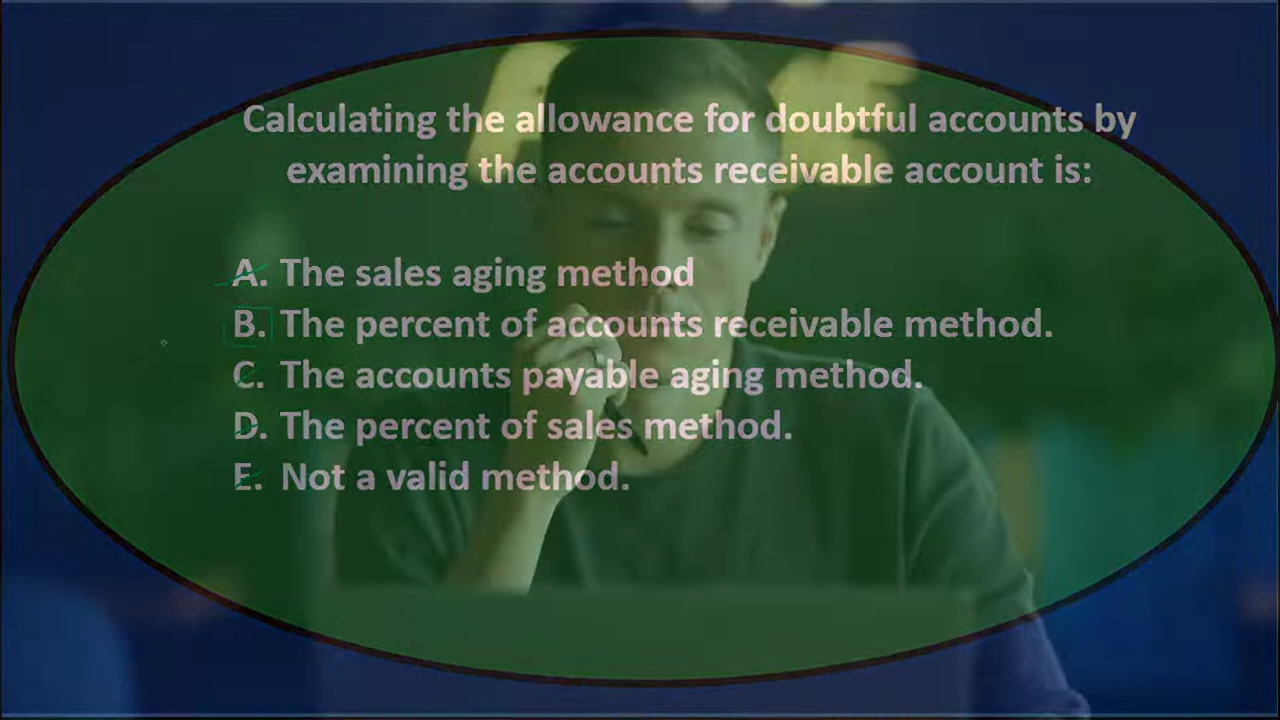 Calculating the allowance for doubtful accounts by
examining the accounts receivable account is:
A. The sales aging method
B. The percent of accounts receivable method.
C. The accounts payable aging method.
D. The percent of sales method.
E. Not a valid method.